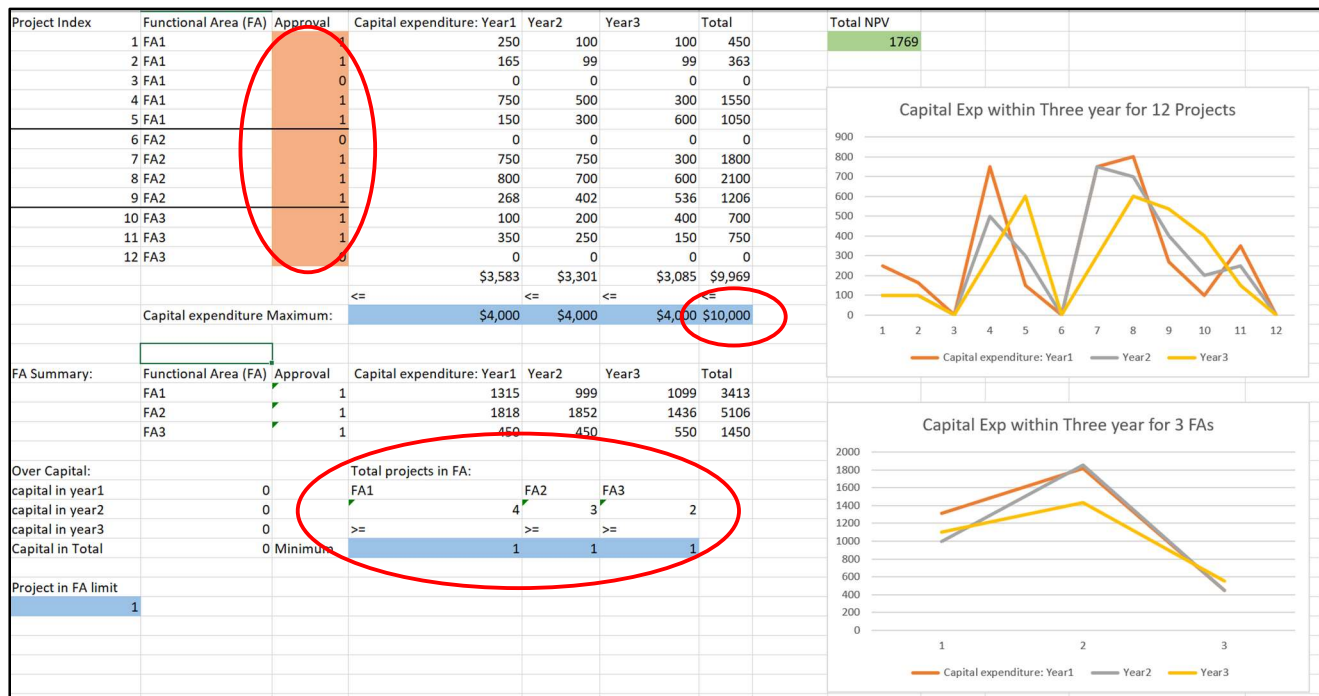 Project Index Functional Area (FA) Approval Capital expenditure: Year1 Year2 Year3 Total Total NPV
1 FA1 1 250 100 100 450 1769
2 FA1 1 165 99 99 363
3 FA1 0 0 0 0 0
4 FA1 1 750 500 300 1550
5 FA1 1 150 300 600 1050
6 FA2 0 0 0 0 0
7 FA2 1 750 750 300 1800
8 FA2 1 800 700 600 2100
9 FA2 1 268 402 536 1206
10 FA3 1 100 200 400 700
11 FA3 1 350 250 150 750
12 FA3 0 0 0 0 0
$3,583 $3,301 $3,085 $9,969
<= <= <= <=
Capital expenditure Maximum: $4,000 $4,000 $4,000 $10,000
FA Summary: Functional Area (FA) Approval Capital expenditure: Year1 Year2 Year3 Total
FA1 1 1315 999 1099 3413
FA2 1 1818 1852 1436 5106
FA3 1 450 450 550 1450
Over Capital: Total projects in FA:
capital in year1 0 FA1 FA2 FA3
capital in year2 0 4 3 2
capital in year3 0 >= >= >=
Capital in Total 0 Minimum 1 1 1
Project in FA limit
1
Capital Exp within Three year for 12 Projects
900
800
700
600
500
400
300
200
100
0
1 2 3 4 5 6 7 8 9 10 11 12
Capital expenditure: Year1 Year2 Year3
Capital Exp within Three year for 3 FAs
2000
1800
1600
1400
1200
1000
800
600
400
200
0
1 2 3
Capital expenditure: Year1 Year2 Year3